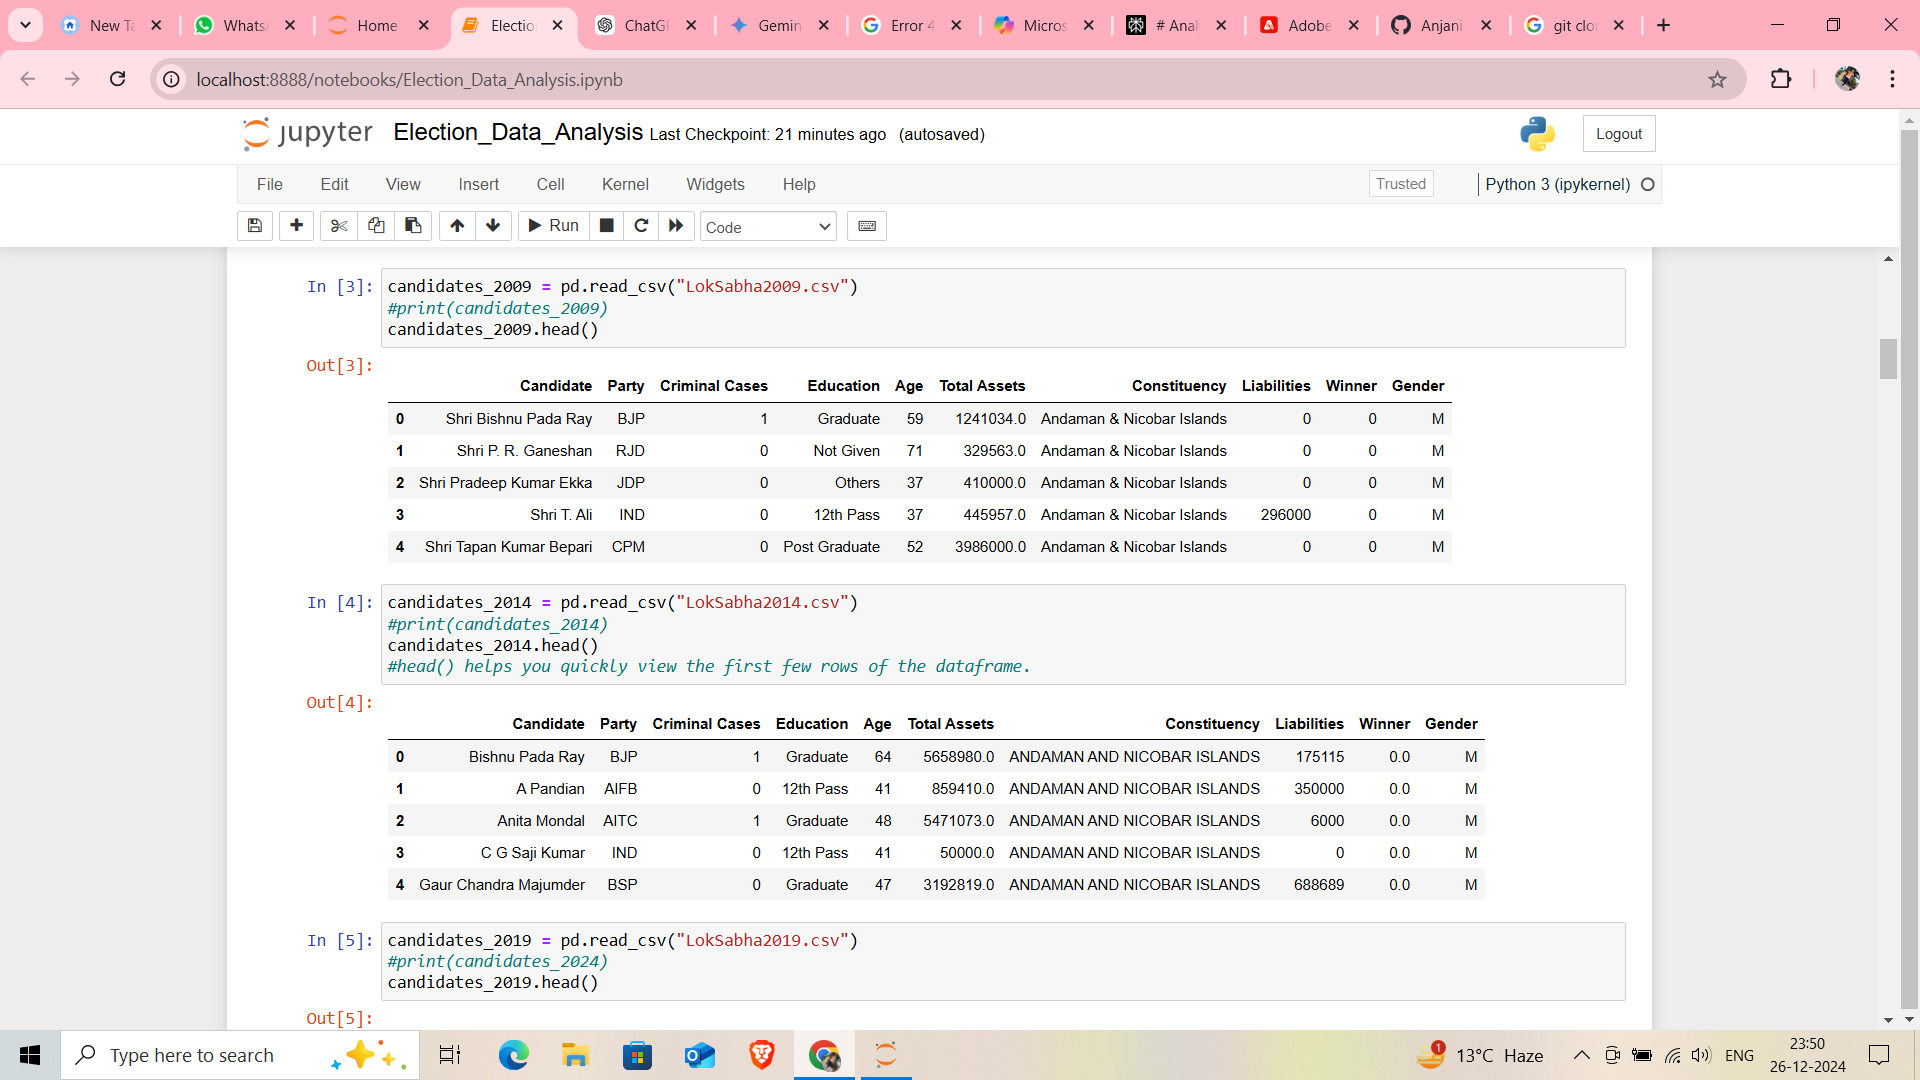 New Ta
WhatsA
Home
Electio
ChatGF
Gemin
Error 4
Micros
# Anal
Adobe
Anjani
git clor
localhost:8888/notebooks/Election_Data_Analysis.ipynb
jupyter Election_Data_Analysis Last Checkpoint: 21 minutes ago (autosaved)
Logout
File Edit View Insert Cell Kernel Widgets Help Trusted Python 3 (ipykernel)
Run Code
In [3]: candidates_2009 = pd.read_csv("LokSabha2009.csv")
#print(candidates_2009)
candidates_2009.head()
Out[3]:
Candidate Party Criminal Cases Education Age Total Assets Constituency Liabilities Winner Gender
0 Shri Bishnu Pada Ray BJP 1 Graduate 59 1241034.0 Andaman & Nicobar Islands 0 0 M
1 Shri P. R. Ganeshan RJD 0 Not Given 71 329563.0 Andaman & Nicobar Islands 0 0 M
2 Shri Pradeep Kumar Ekka JDP 0 Others 37 410000.0 Andaman & Nicobar Islands 0 0 M
3 Shri T. Ali IND 0 12th Pass 37 445957.0 Andaman & Nicobar Islands 296000 0 M
4 Shri Tapan Kumar Bepari CPM 0 Post Graduate 52 3986000.0 Andaman & Nicobar Islands 0 0 M
In [4]: candidates_2014 = pd.read_csv("LokSabha2014.csv")
#print(candidates_2014)
candidates_2014.head()
#head() helps you quickly view the first few rows of the dataframe.
Out[4]:
Candidate Party Criminal Cases Education Age Total Assets Constituency Liabilities Winner Gender
0 Bishnu Pada Ray BJP 1 Graduate 64 5658980.0 ANDAMAN AND NICOBAR ISLANDS 175115 0.0 M
1 A Pandian AIFB 0 12th Pass 41 859410.0 ANDAMAN AND NICOBAR ISLANDS 350000 0.0 M
2 Anita Mondal AITC 1 Graduate 48 5471073.0 ANDAMAN AND NICOBAR ISLANDS 6000 0.0 M
3 C G Saji Kumar IND 0 12th Pass 41 50000.0 ANDAMAN AND NICOBAR ISLANDS 0 0.0 M
4 Gaur Chandra Majumder BSP 0 Graduate 47 3192819.0 ANDAMAN AND NICOBAR ISLANDS 688689 0.0 M
In [5]: candidates_2019 = pd.read_csv("LokSabha2019.csv")
#print(candidates_2024)
candidates_2019.head()
Out[5]:
Type here to search
1
13°C Haze
ENG
23:50
26-12-2024